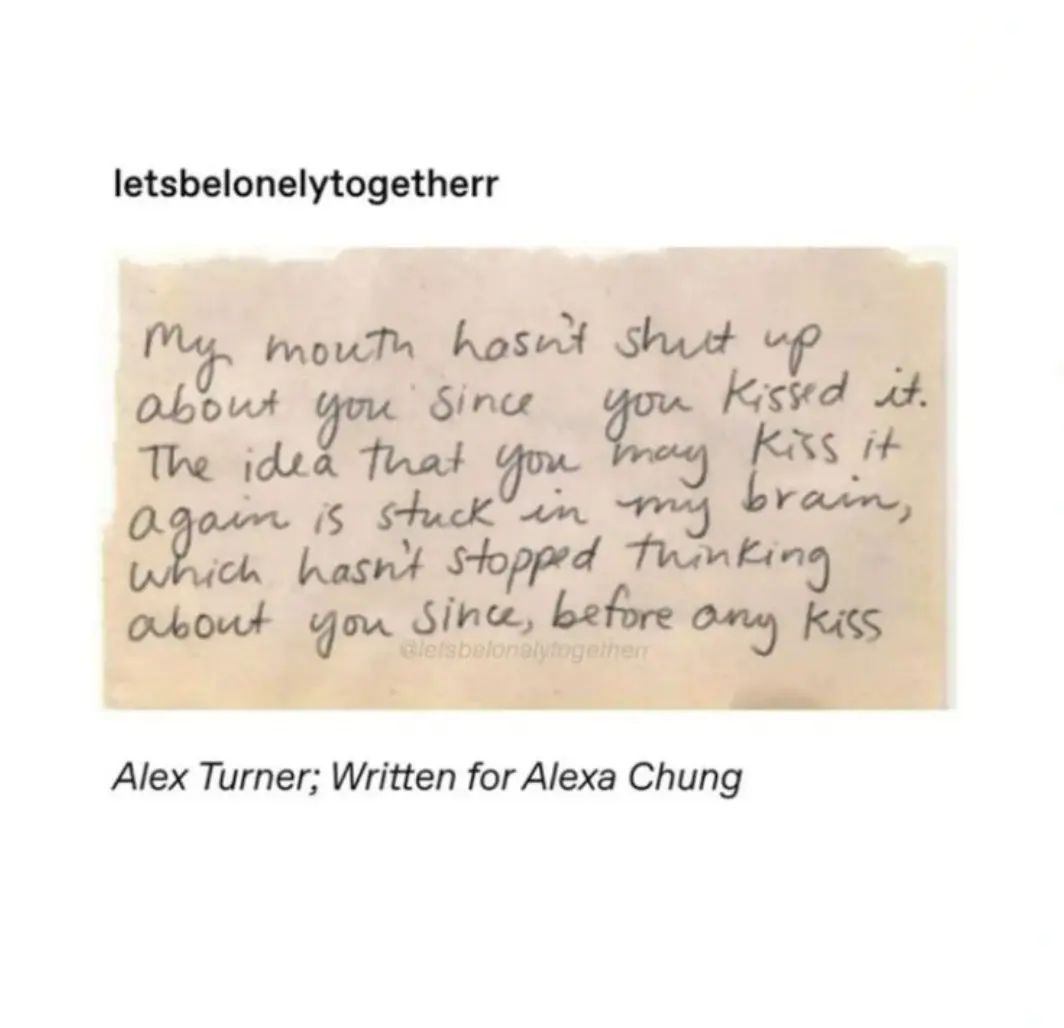 letsbelonelytogetherr
My mouth hasn't shut up
about you since you kissed it.
The idea that you may kiss it
again is stuck in my brain,
which hasn't stopped thinking
about you since, before any kiss
@letsbelonelytogetherr
Alex Turner; Written for Alexa Chung